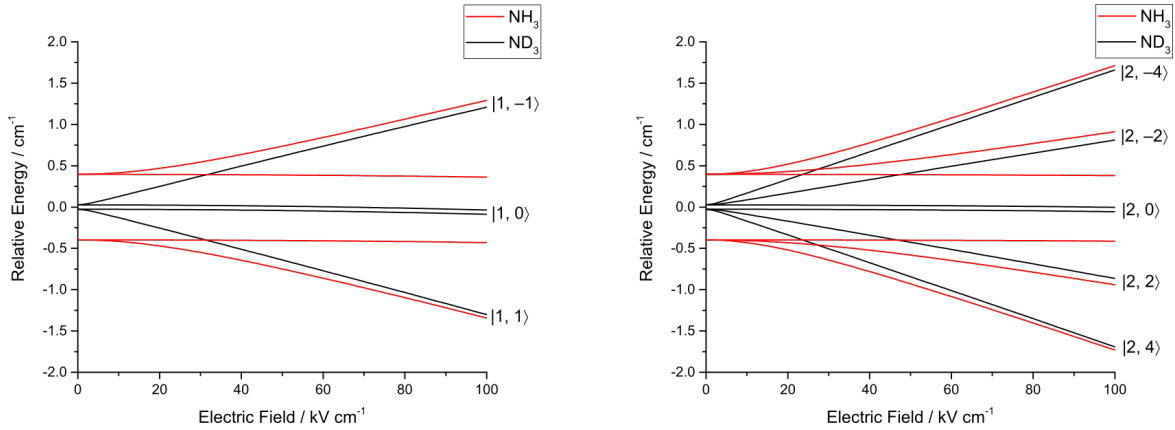 NH₃
ND₃
2.0
1.5
1.0
0.5
0.0
-0.5
-1.0
-1.5
-2.0
Relative Energy / cm⁻¹
|1, –1⟩
|1, 0⟩
|1, 1⟩
0 20 40 60 80 100
Electric Field / kV cm⁻¹
NH₃
ND₃
2.0
1.5
1.0
0.5
0.0
-0.5
-1.0
-1.5
-2.0
Relative Energy / cm⁻¹
|2, –4⟩
|2, –2⟩
|2, 0⟩
|2, 2⟩
|2, 4⟩
0 20 40 60 80 100
Electric Field / kV cm⁻¹